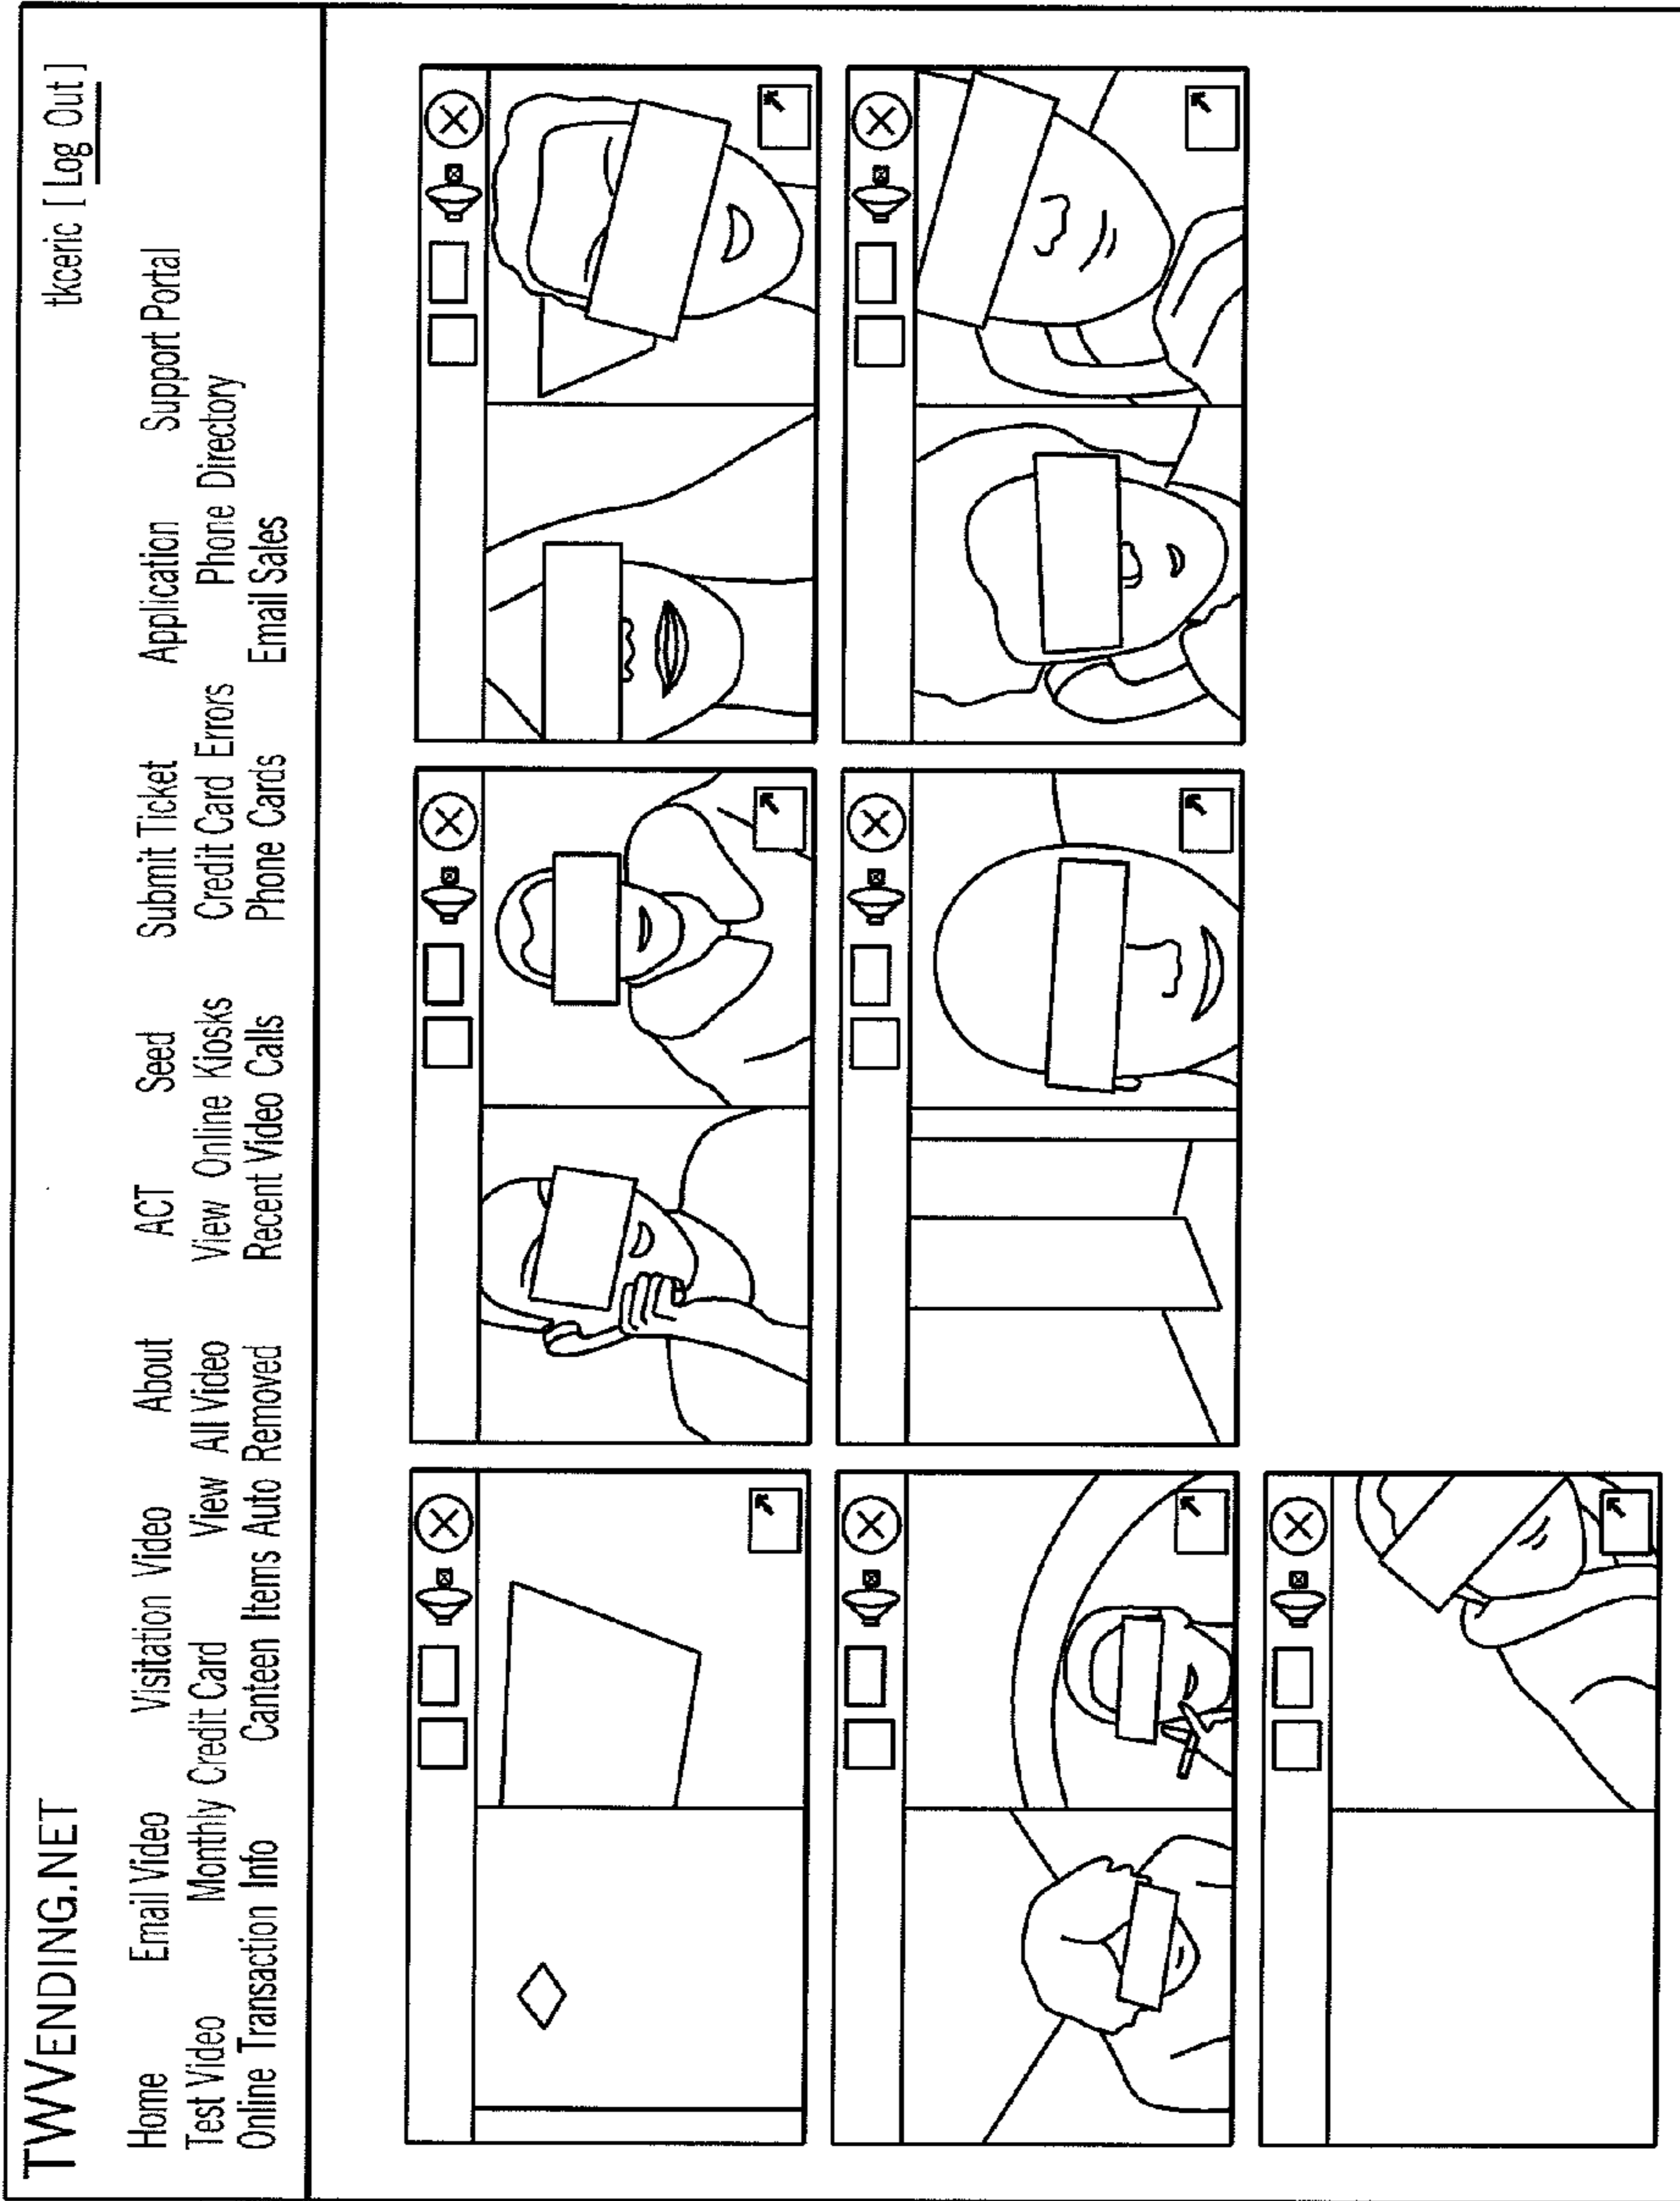 TWVENDING.NET
tkceric [ Log Out ]
Home Email Video Visitation Video About ACT Seed Submit Ticket Application Support Portal
Test Video Monthly Credit Card View All Video View Online Kiosks Credit Card Errors Phone Directory
Online Transaction Info Canteen Items Auto Removed Recent Video Calls Phone Cards Email Sales